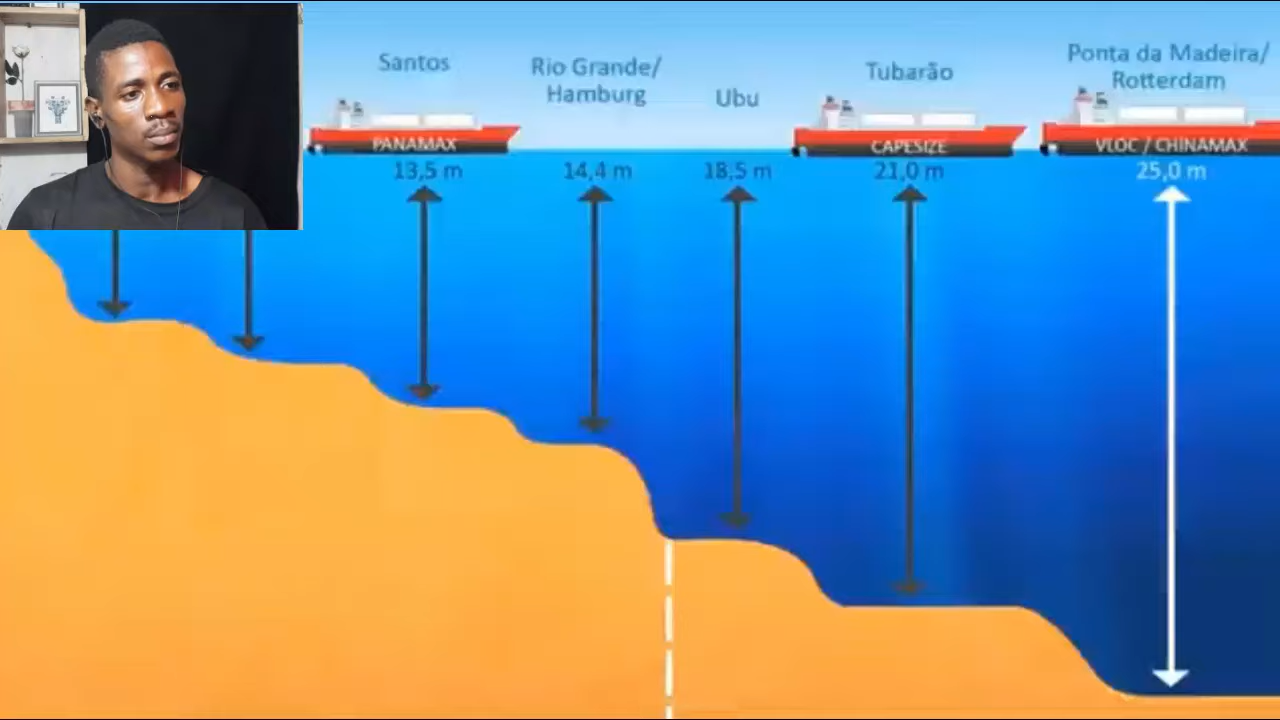 Santos
Rio Grande/
Hamburg
Ubu
Tubarão
Ponta da Madeira/
Rotterdam
PANAMAX
CAPESIZE
VLOC / CHINAMAX
13,5 m
14,4 m
18,5 m
21,0 m
25,0 m